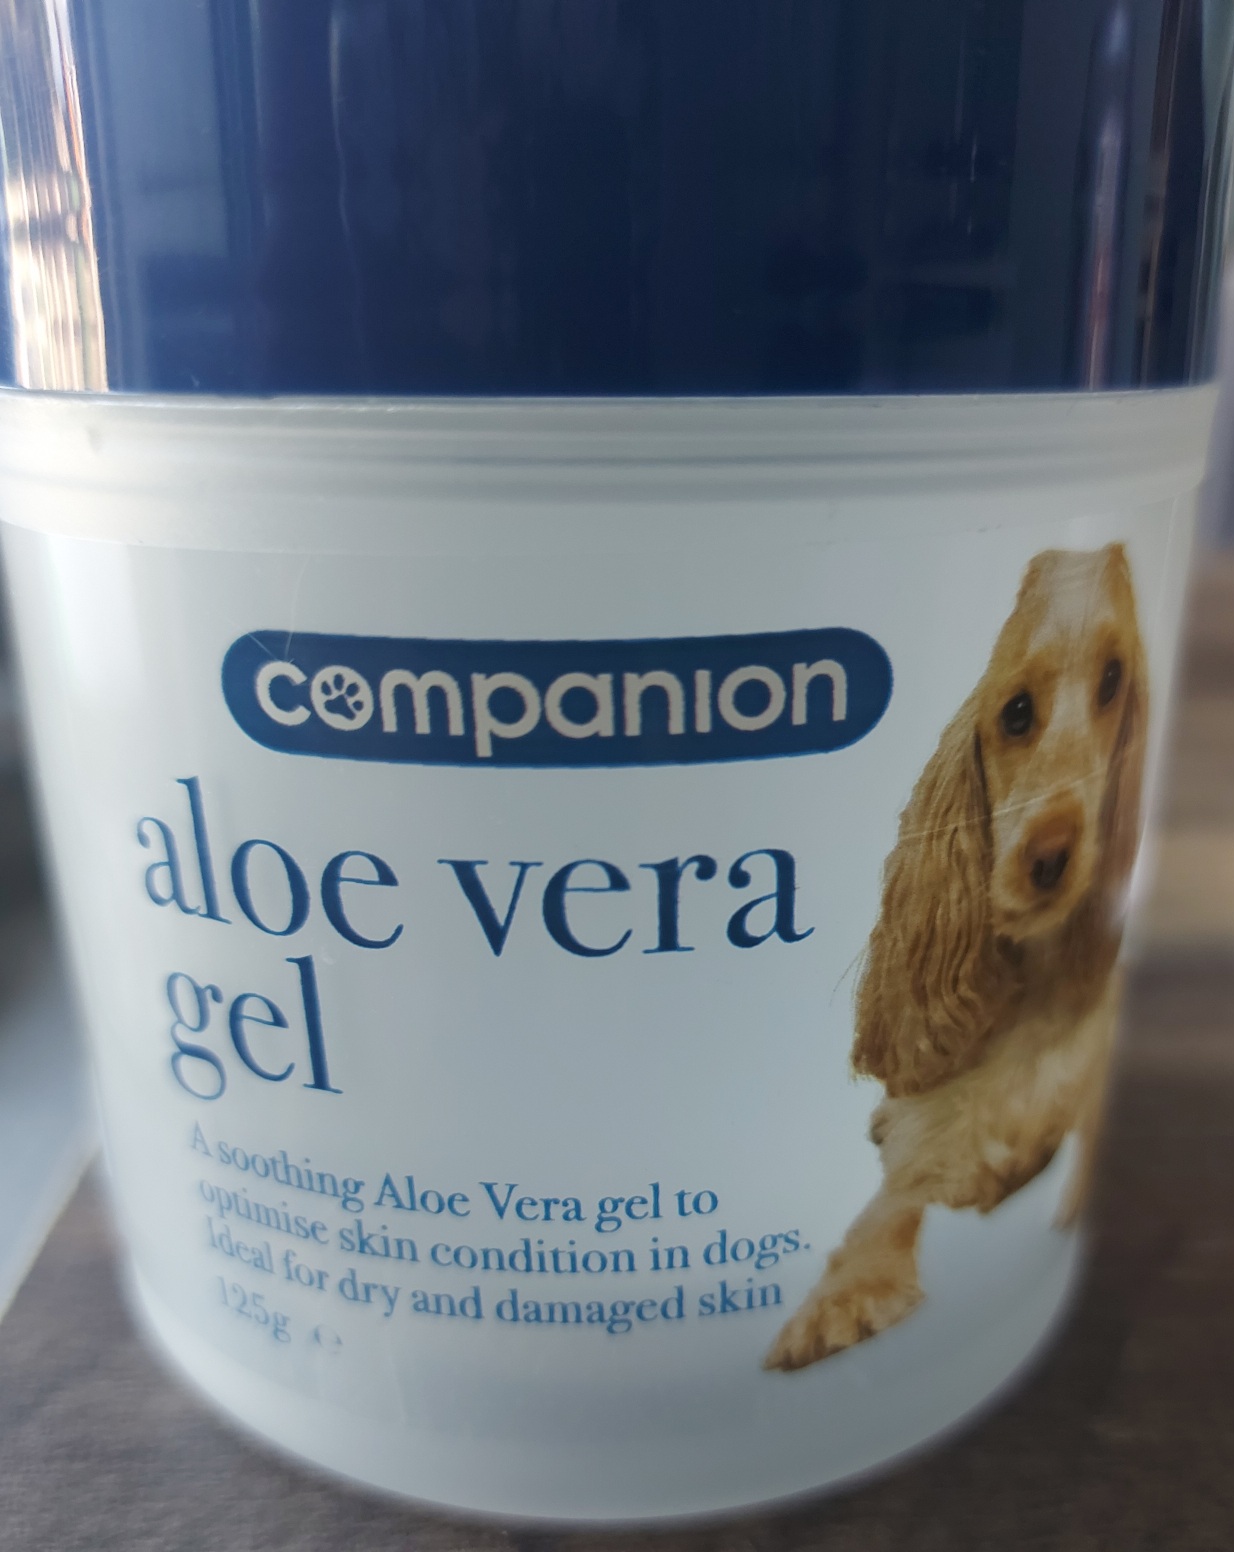 companion
aloe vera
gel
A soothing Aloe Vera gel to
optimise skin condition in dogs.
Ideal for dry and damaged skin
125g ℮